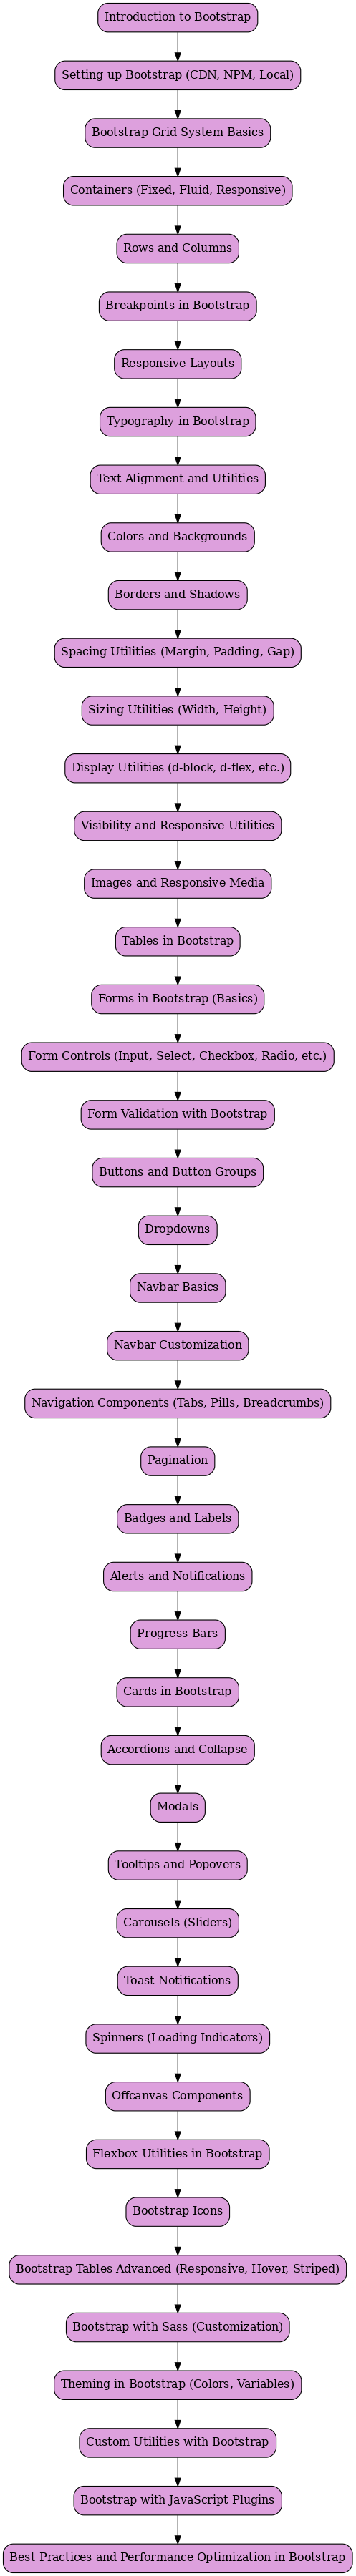 Introduction to Bootstrap
Setting up Bootstrap (CDN, NPM, Local)
Bootstrap Grid System Basics
Containers (Fixed, Fluid, Responsive)
Rows and Columns
Breakpoints in Bootstrap
Responsive Layouts
Typography in Bootstrap
Text Alignment and Utilities
Colors and Backgrounds
Borders and Shadows
Spacing Utilities (Margin, Padding, Gap)
Sizing Utilities (Width, Height)
Display Utilities (d-block, d-flex, etc.)
Visibility and Responsive Utilities
Images and Responsive Media
Tables in Bootstrap
Forms in Bootstrap (Basics)
Form Controls (Input, Select, Checkbox, Radio, etc.)
Form Validation with Bootstrap
Buttons and Button Groups
Dropdowns
Navbar Basics
Navbar Customization
Navigation Components (Tabs, Pills, Breadcrumbs)
Pagination
Badges and Labels
Alerts and Notifications
Progress Bars
Cards in Bootstrap
Accordions and Collapse
Modals
Tooltips and Popovers
Carousels (Sliders)
Toast Notifications
Spinners (Loading Indicators)
Offcanvas Components
Flexbox Utilities in Bootstrap
Bootstrap Icons
Bootstrap Tables Advanced (Responsive, Hover, Striped)
Bootstrap with Sass (Customization)
Theming in Bootstrap (Colors, Variables)
Custom Utilities with Bootstrap
Bootstrap with JavaScript Plugins
Best Practices and Performance Optimization in Bootstrap